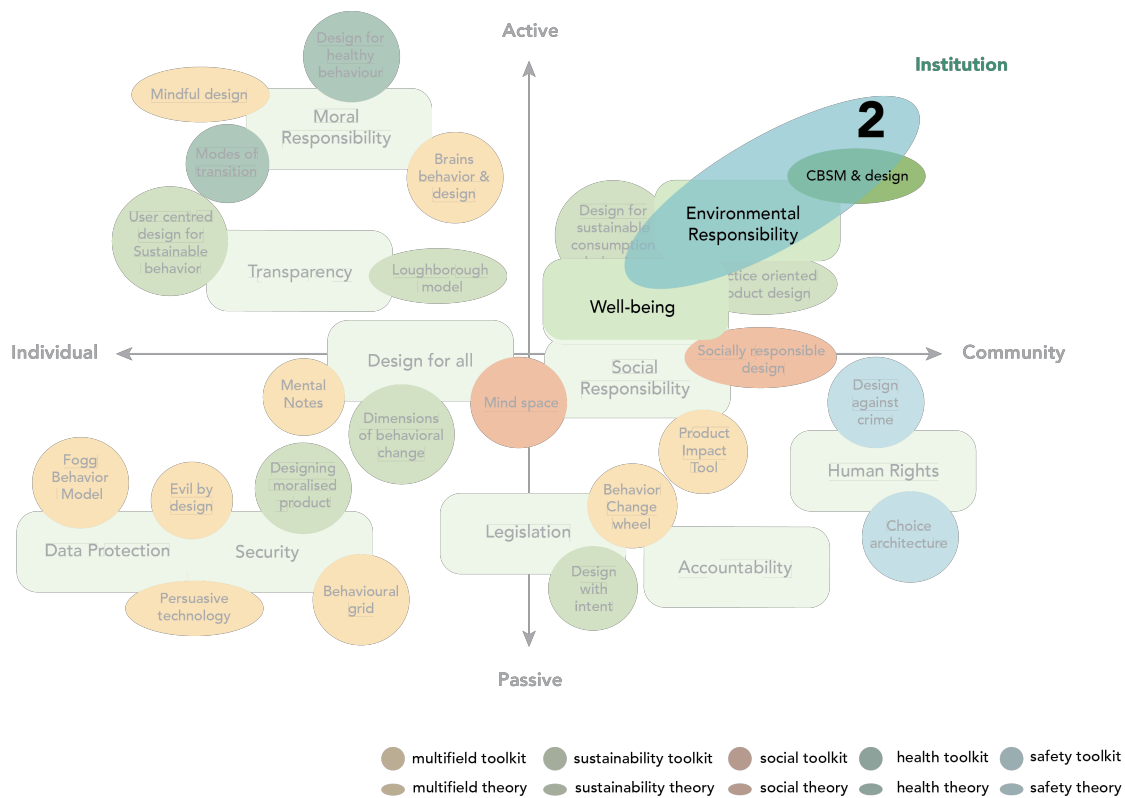 Active
Institution
Design for
healthy
behaviour
Mindful design
Moral
Responsibility
2
Modes of
transition
Brains
behavior &
design
CBSM & design
User centred
design for
Sustainable
behavior
Design for
sustainable
consumption
Environmental
Responsibility
Transparency
Loughborough
model
ctice oriented
duct design
Well-being
Individual
Community
Design for all
Social
Responsibility
Socially responsible
design
Mental
Notes
Mind space
Design
against
crime
Dimensions
of behavioral
change
Product
Impact
Tool
Fogg
Behavior
Model
Evil by
design
Designing
moralised
product
Human Rights
Behavior
Change
wheel
Legislation
Choice
architecture
Data Protection
Security
Accountability
Design
with
intent
Persuasive
technology
Behavioural
grid
Passive
multifield toolkit
sustainability toolkit
social toolkit
health toolkit
safety toolkit
multifield theory
sustainability theory
social theory
health theory
safety theory